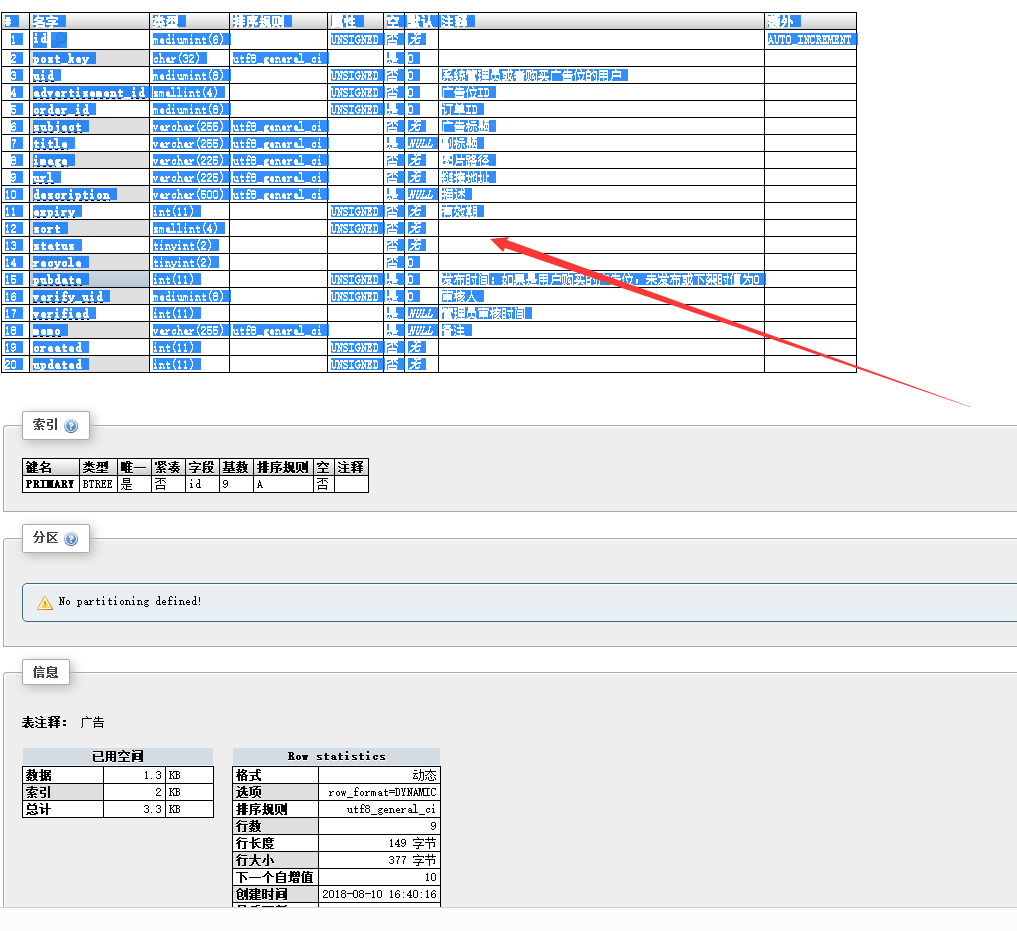 # 名字 类型 排序规则 属性 空 默认 注释 额外
1 id mediumint(6) UNSIGNED 否 无 AUTO_INCREMENT
2 post_key char(32) utf8_general_ci 是 0
3 uid mediumint(8) UNSIGNED 否 0 系统管理员或者购买广告位的用户
4 advertisement_id smallint(4) UNSIGNED 否 0 广告位ID
5 order_id mediumint(8) UNSIGNED 是 0 订单ID
6 subject varchar(255) utf8_general_ci 否 无 广告标题
7 title varchar(255) utf8_general_ci 是 NULL 副标题
8 image varchar(225) utf8_general_ci 否 无 图片路径
9 url varchar(225) utf8_general_ci 否 无 链接地址
10 description varchar(500) utf8_general_ci 是 NULL 描述
11 expiry int(11) UNSIGNED 否 无 有效期
12 sort smallint(4) UNSIGNED 否 无
13 status tinyint(2) 否 无
14 recycle tinyint(2) 否 0
15 pubdate int(11) UNSIGNED 是 0 发布时间：如果是用户购买的广告位，未发布或下架时值为0
16 verify_uid mediumint(8) UNSIGNED 是 0 审核人
17 verified int(11) 是 NULL 管理员审核时间
18 memo varchar(255) utf8_general_ci 是 NULL 备注
19 created int(11) UNSIGNED 否 无
20 updated int(11) UNSIGNED 否 无
索引
键名 类型 唯一 紧凑 字段 基数 排序规则 空 注释
PRIMARY BTREE 是 否 id 9 A 否
分区
No partitioning defined!
信息
表注释： 广告
已用空间
数据 1.3 KB
索引 2 KB
总计 3.3 KB
Row statistics
格式 动态
选项 row_format=DYNAMIC
排序规则 utf8_general_ci
行数 9
行长度 149 字节
行大小 377 字节
下一个自增值 10
创建时间 2018-08-10 16:40:16